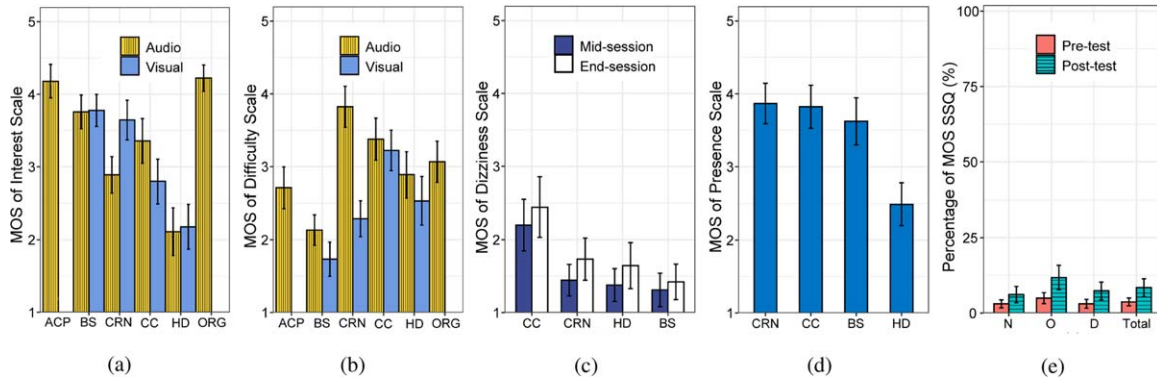 MOS of Interest Scale
5
4
3
2
1
Audio
Visual
ACP BS CRN CC HD ORG
(a)
MOS of Difficulty Scale
5
4
3
2
1
Audio
Visual
ACP BS CRN CC HD ORG
(b)
MOS of Dizziness Scale
5
4
3
2
1
Mid-session
End-session
CC CRN HD BS
(c)
MOS of Presence Scale
5
4
3
2
1
CRN CC BS HD
(d)
Percentage of MOS SSQ (%)
100
75
50
25
0
Pre-test
Post-test
N O D Total
(e)